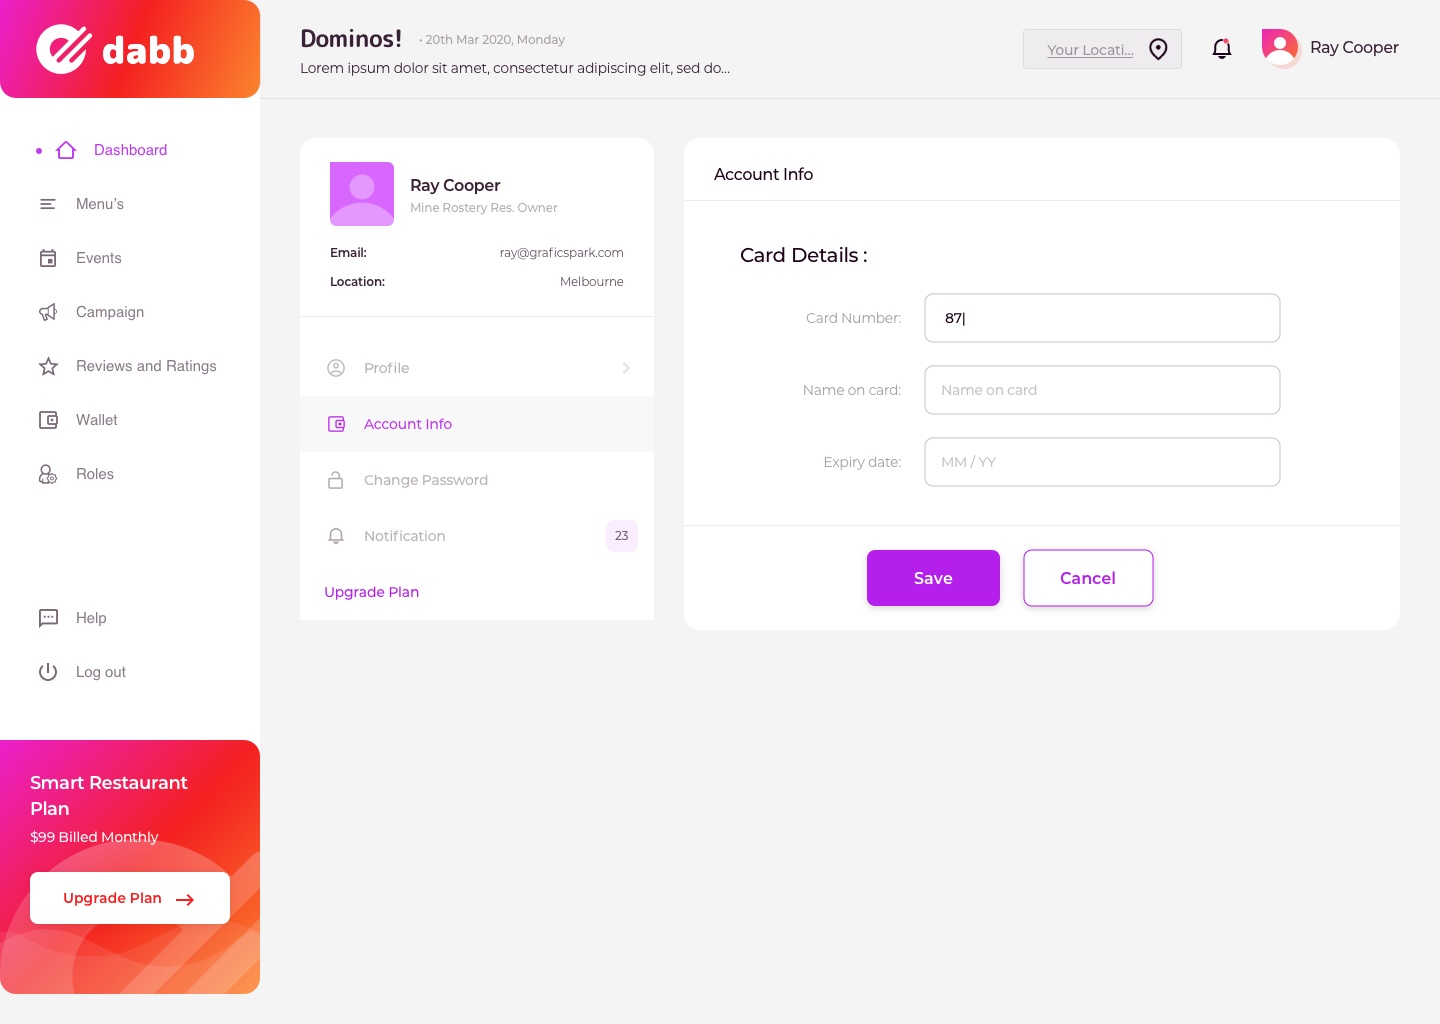 dabb
Dashboard
Menu's
Events
Campaign
Reviews and Ratings
Wallet
Roles
Help
Log out
Smart Restaurant
Plan
$99 Billed Monthly
Upgrade Plan
Dominos! • 20th Mar 2020, Monday
Lorem ipsum dolor sit amet, consectetur adipiscing elit, sed do...
Your Locati...
Ray Cooper
Ray Cooper
Mine Rostery Res. Owner
Email: ray@graficspark.com
Location: Melbourne
Profile
Account Info
Change Password
Notification 23
Upgrade Plan
Account Info
Card Details :
Card Number: 87|
Name on card: Name on card
Expiry date: MM / YY
Save Cancel